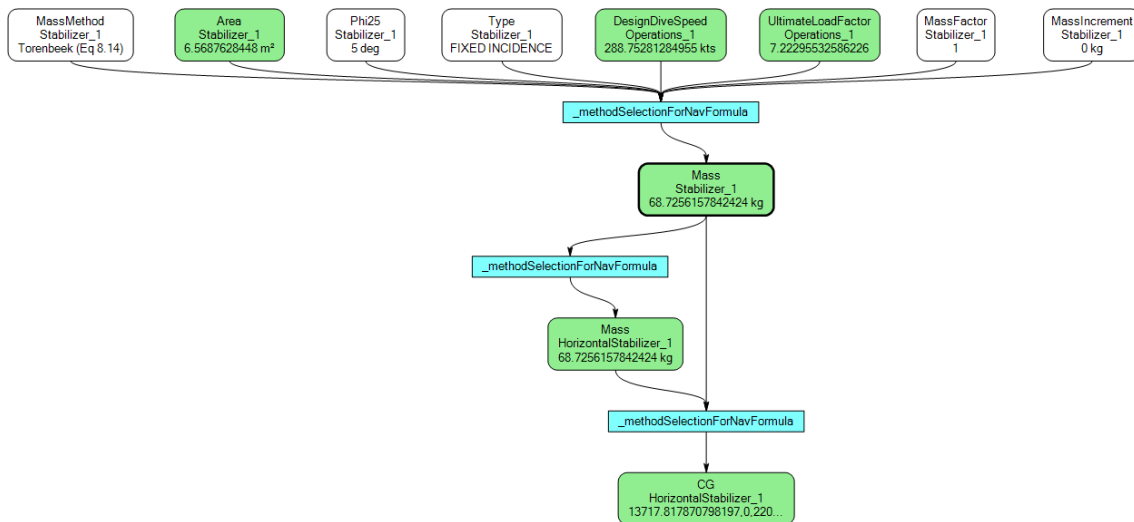 MassMethod
Stabilizer_1
Torenbeek (Eq 8.14)
Area
Stabilizer_1
6.5687628448 m²
Phi25
Stabilizer_1
5 deg
Type
Stabilizer_1
FIXED INCIDENCE
DesignDiveSpeed
Operations_1
288.75281284955 kts
UltimateLoadFactor
Operations_1
7.22295532586226
MassFactor
Stabilizer_1
1
MassIncrement
Stabilizer_1
0 kg
_methodSelectionForNavFormula
Mass
Stabilizer_1
68.7256157842424 kg
_methodSelectionForNavFormula
Mass
HorizontalStabilizer_1
68.7256157842424 kg
_methodSelectionForNavFormula
CG
HorizontalStabilizer_1
13717.817870798197,0,220...